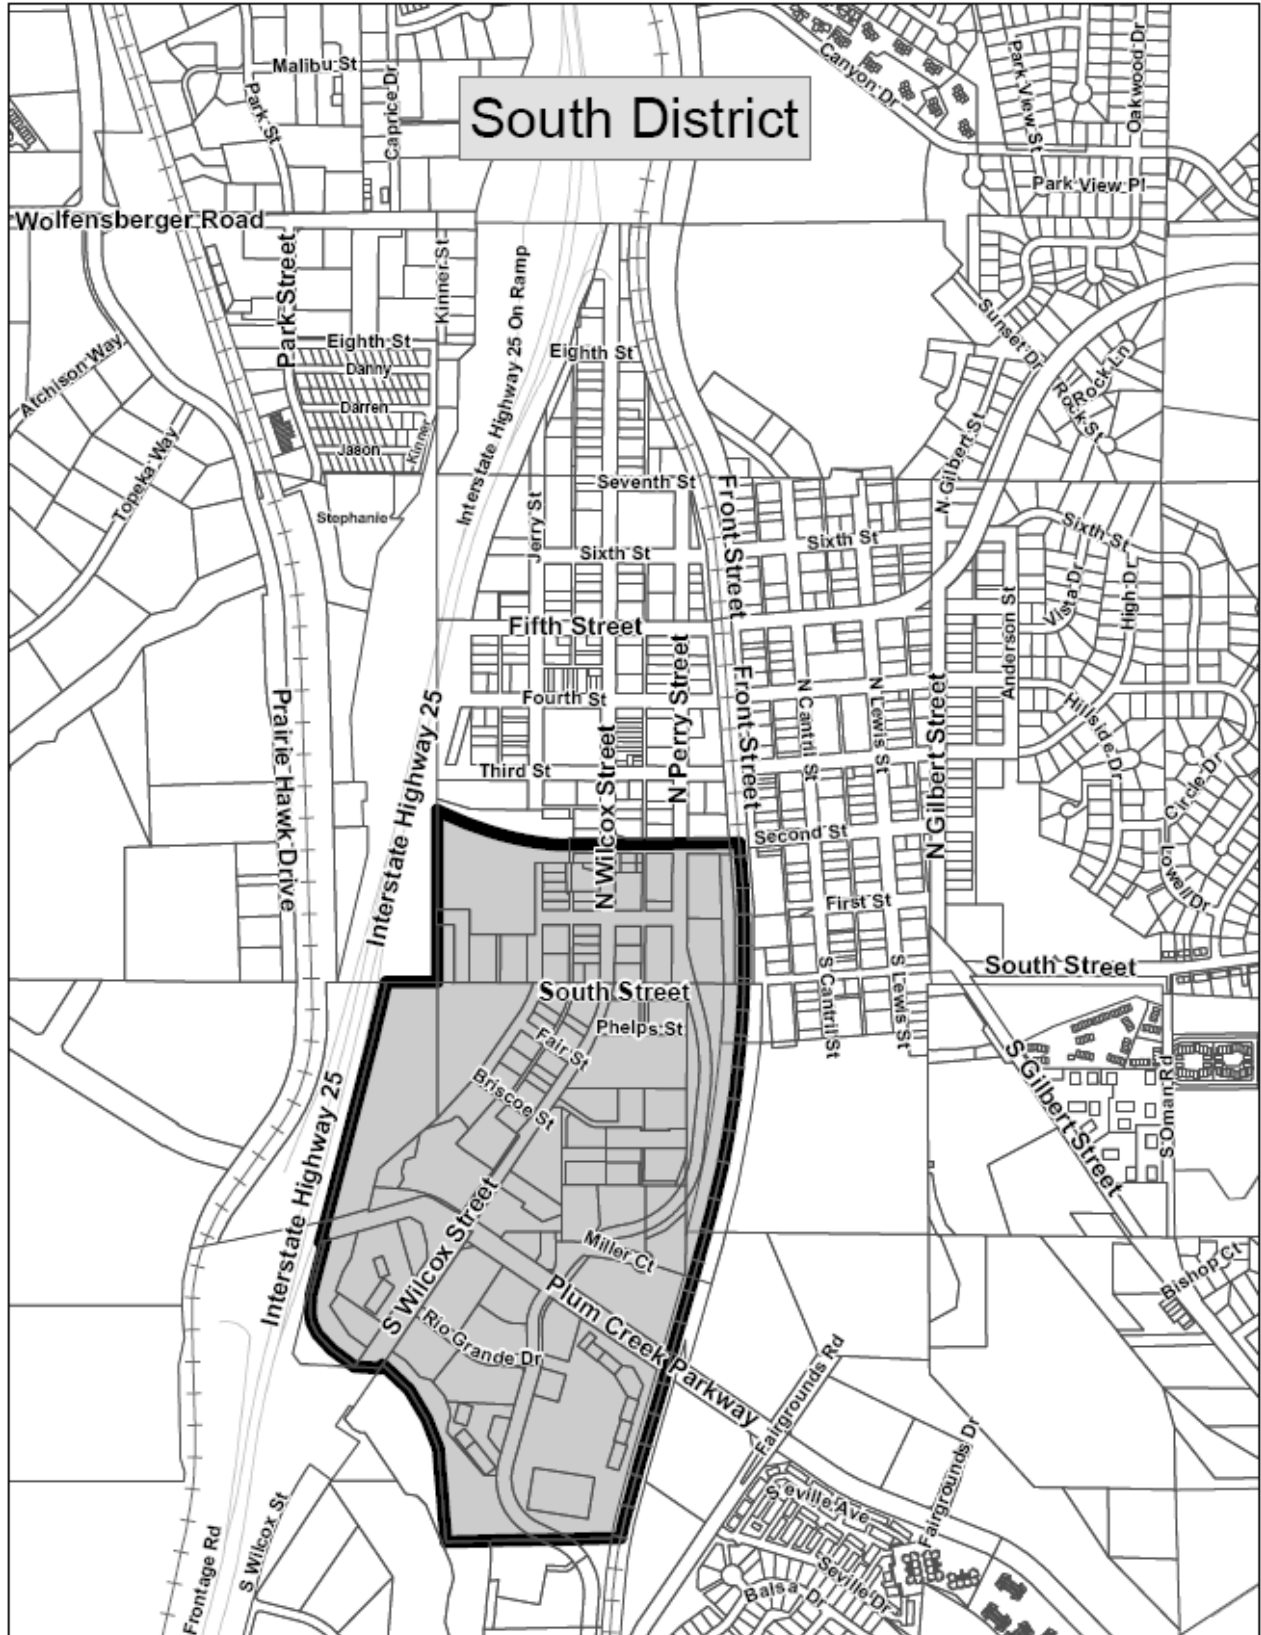 South District
Malibu St
Park St
Caprice Dr
Canyon Dr
Park View St
Oakwood Dr
Park View Pl
Wolfensberger Road
Park Street
Kinner St
Interstate Highway 25 On Ramp
Eighth St
Danny
Darren
Jason
Kinner
Stephanie
Atchison Way
Topeka Way
Eighth St
Sunset Dr
Rock Ln
Rock St
N Gilbert St
Seventh St
Jerry St
Sixth St
Front Street
Sixth St
Sixth St
Vista Dr
High Dr
Anderson St
Fifth Street
Fourth St
Third St
N Wilcox Street
N Perry Street
Front Street
N Cantril St
N Lewis St
N Gilbert Street
Hillside Dr
Circle Dr
Lowell Dr
Prairie Hawk Drive
Interstate Highway 25
Second St
First St
South Street
S Cantril St
S Lewis St
South Street
Phelps St
Fair St
Briscoe St
S Gilbert Street
S Oman Rd
Interstate Highway 25
S Wilcox Street
Miller Ct
Plum Creek Parkway
Rio Grande Dr
Bishop Ct
Fairgrounds Rd
Fairgrounds Dr
S eville Ave
Seville Dr
Balsa Dr
S Wilcox St
Frontage Rd